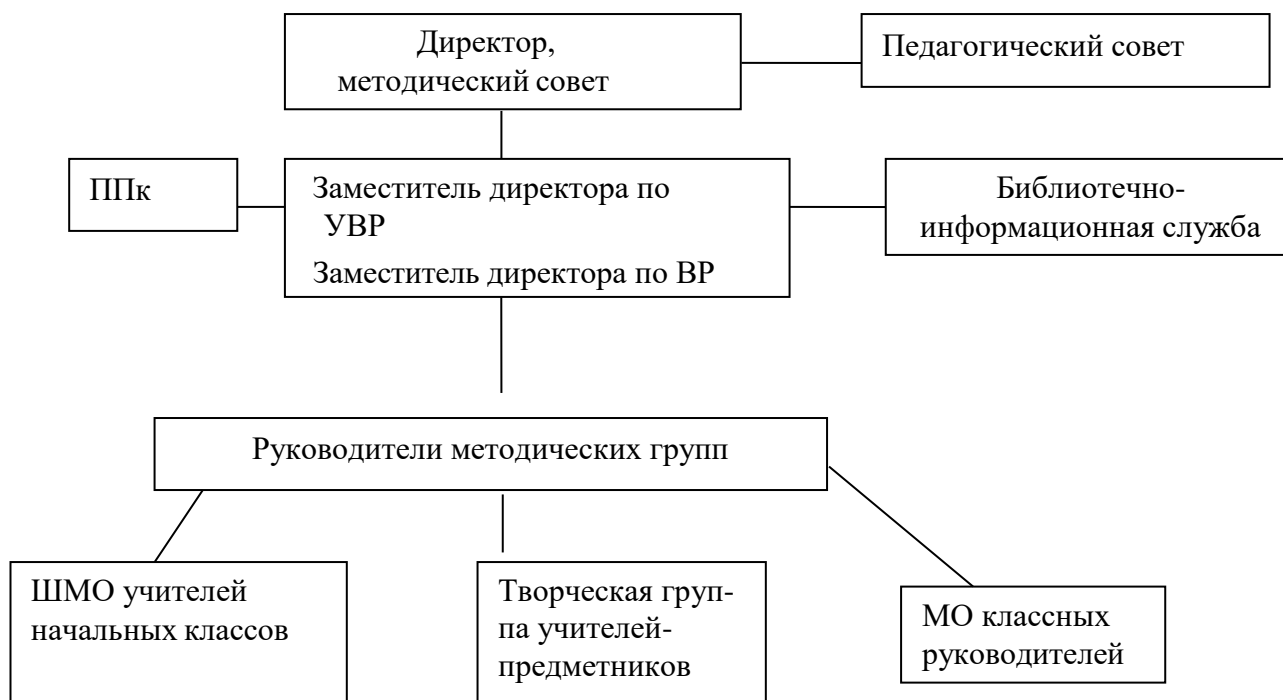 Директор,
методический совет
Педагогический совет
ППк
Заместитель директора по
УВР
Заместитель директора по ВР
Библиотечно-
информационная служба
Руководители методических групп
ШМО учителей
начальных классов
Творческая груп-
па учителей-
предметников
МО классных
руководителей